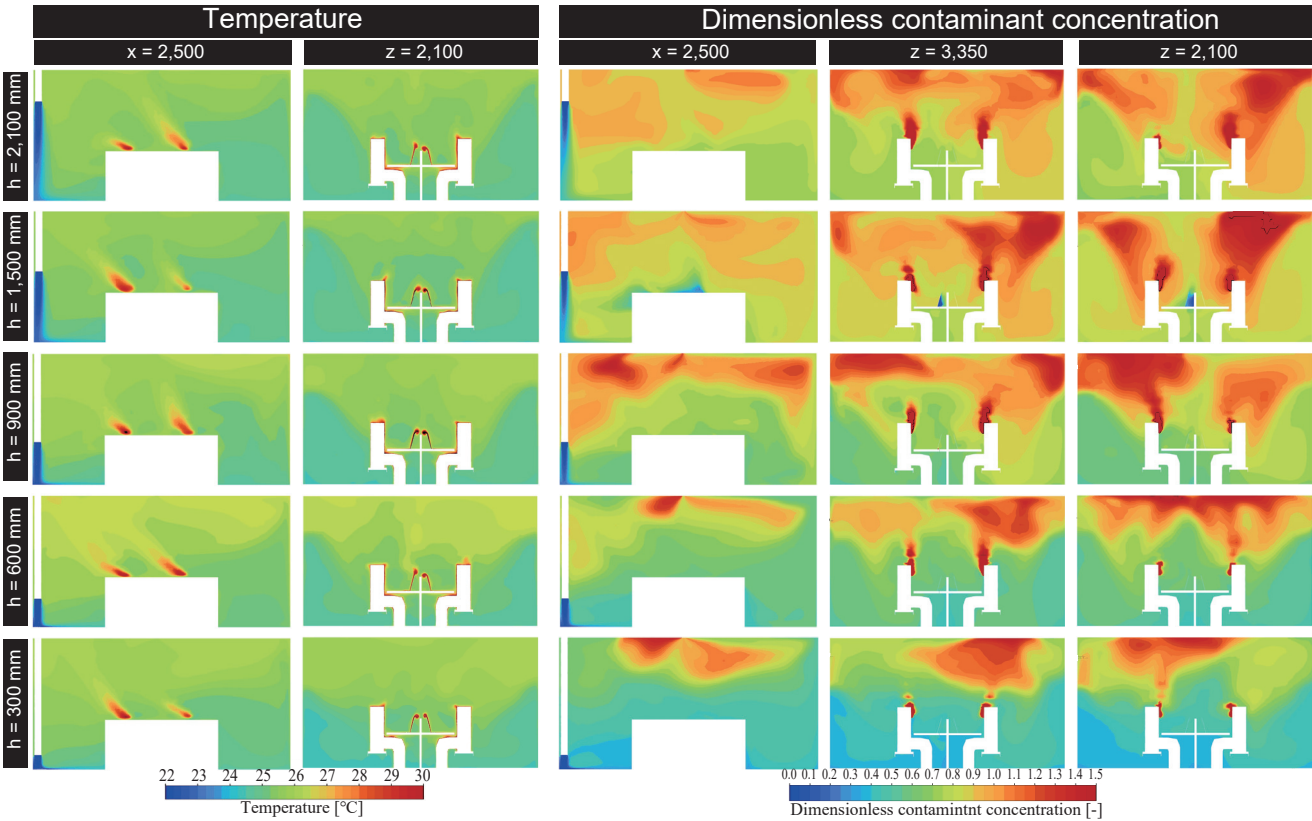 Temperature
Dimensionless contaminant concentration
x = 2,500
z = 2,100
x = 2,500
z = 3,350
z = 2,100
h = 2,100 mm
h = 1,500 mm
h = 900 mm
h = 600 mm
h = 300 mm
22 23 24 25 26 27 28 29 30
Temperature [℃]
0.0 0.1 0.2 0.3 0.4 0.5 0.6 0.7 0.8 0.9 1.0 1.1 1.2 1.3 1.4 1.5
Dimensionless contamintnt concentration [-]